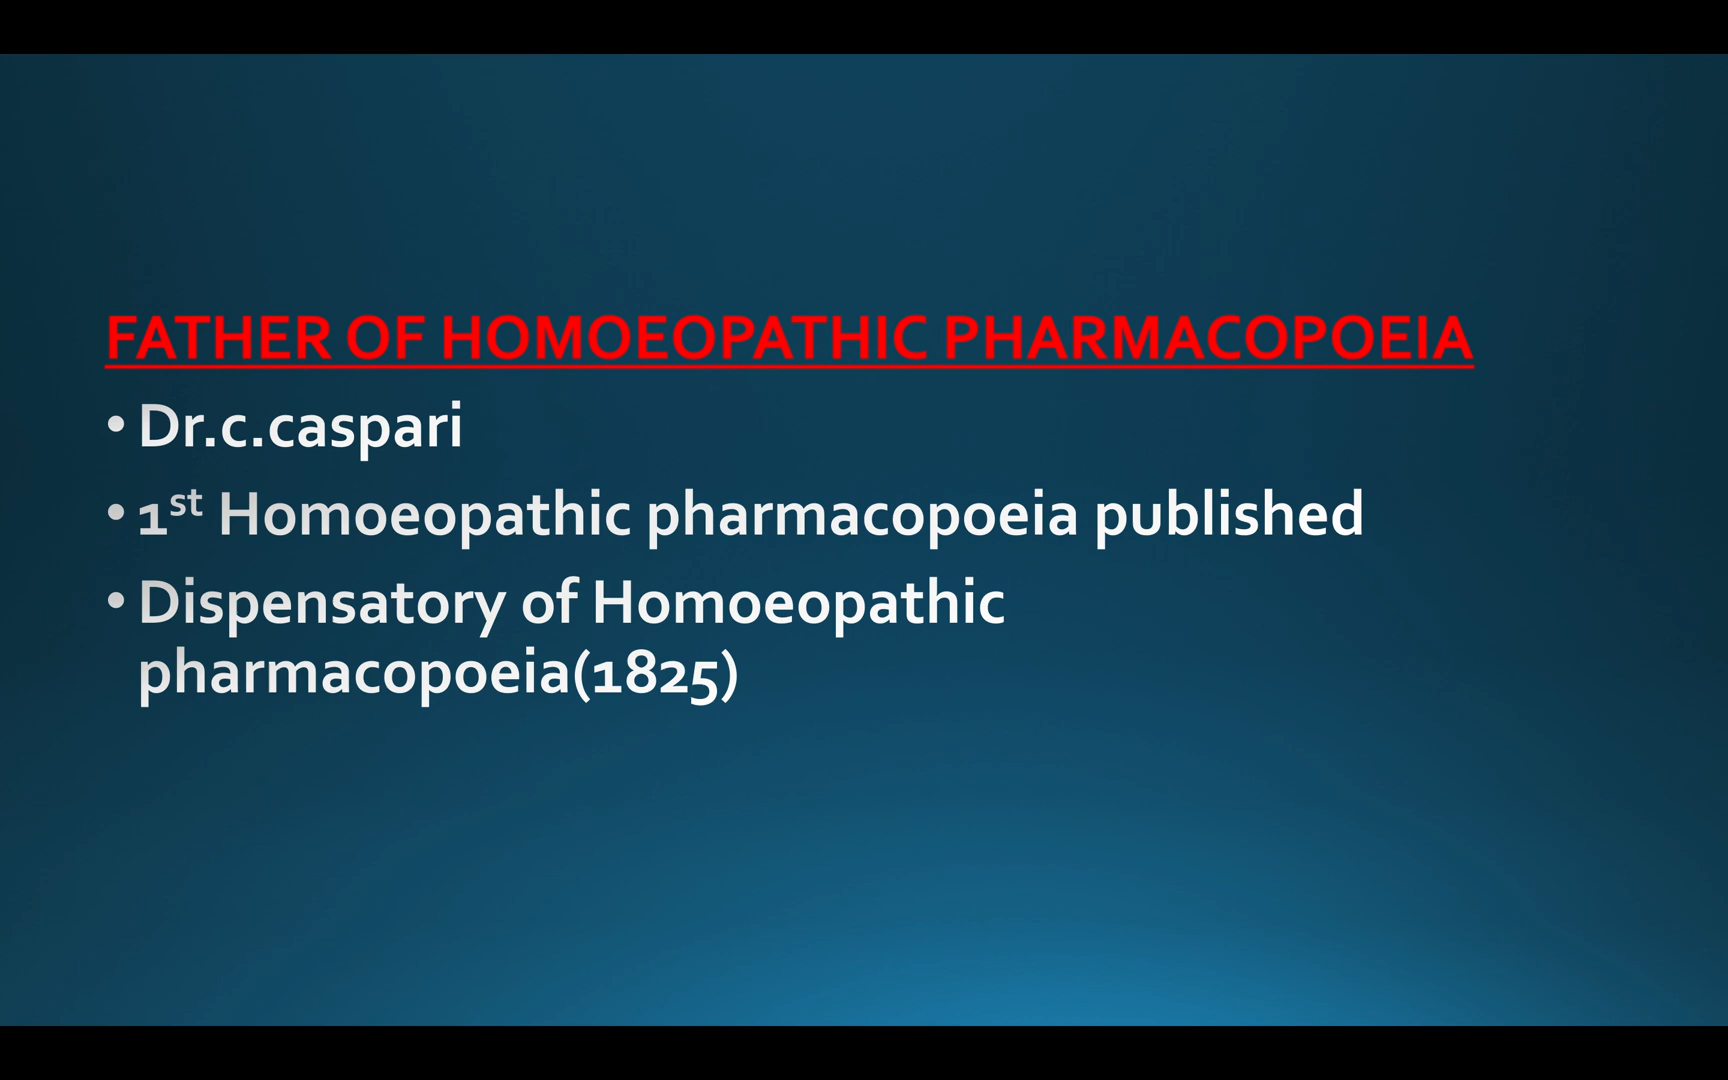 FATHER OF HOMOEOPATHIC PHARMACOPOEIA
• Dr.c.caspari
• 1st Homoeopathic pharmacopoeia published
• Dispensatory of Homoeopathic
pharmacopoeia(1825)